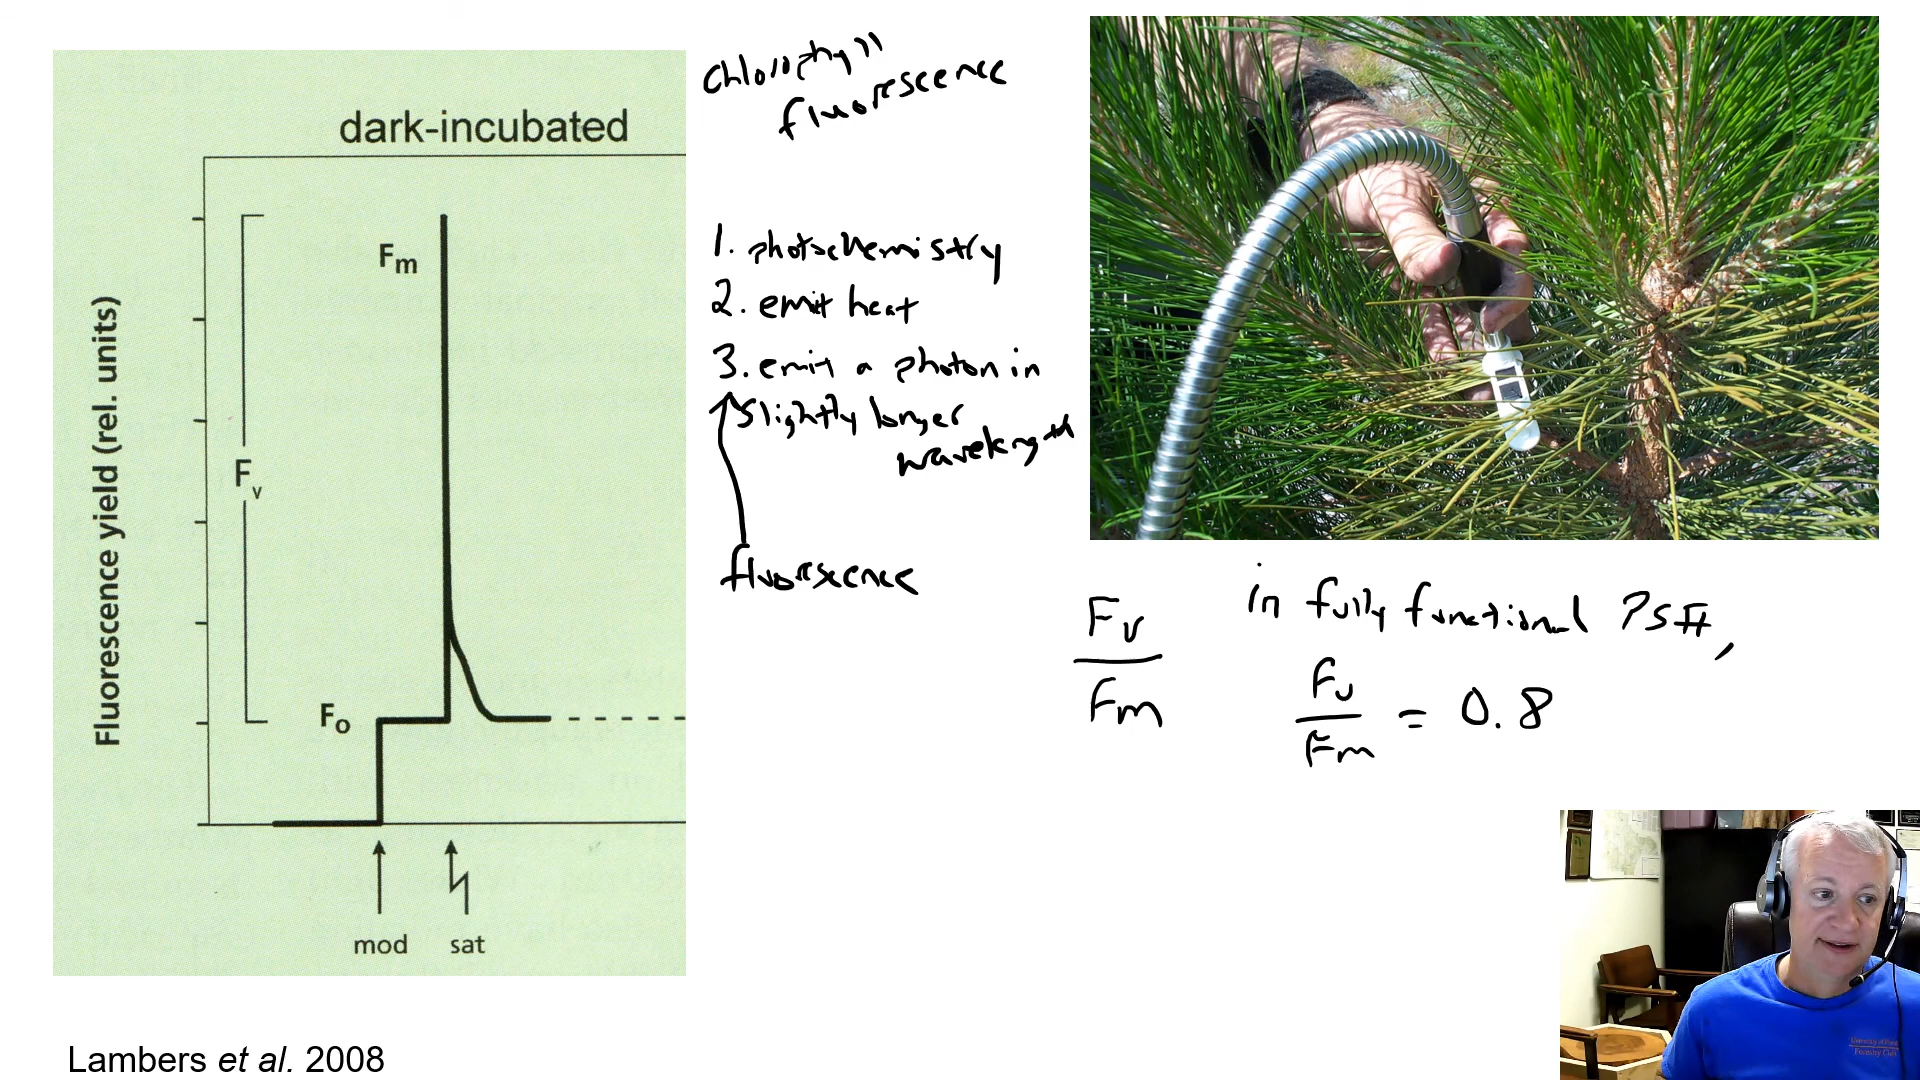 dark-incubated
Fluorescence yield (rel. units)
Fm
Fv
Fo
mod
sat
Lambers et al. 2008
chlorophyll
fluorescence
1. photochemistry
2. emit heat
3. emit a photon in
slightly longer
wavelength
fluorescence
Fv
Fm
in fully functional PSII,
Fv
Fm
= 0.8
Forestry Club